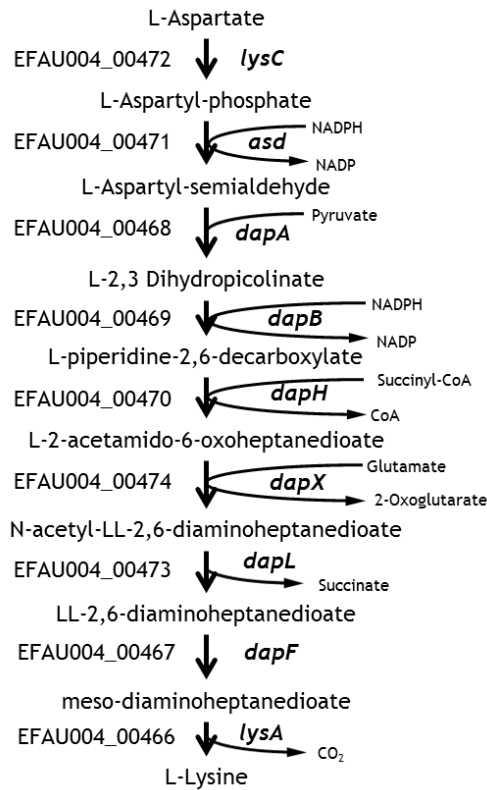 L-Aspartate
EFAU004_00472 lysC
L-Aspartyl-phosphate
NADPH
EFAU004_00471 asd
NADP
L-Aspartyl-semialdehyde
Pyruvate
EFAU004_00468 dapA
L-2,3 Dihydropicolinate
NADPH
EFAU004_00469 dapB
NADP
L-piperidine-2,6-decarboxylate
Succinyl-CoA
EFAU004_00470 dapH
CoA
L-2-acetamido-6-oxoheptanedioate
Glutamate
EFAU004_00474 dapX
2-Oxoglutarate
N-acetyl-LL-2,6-diaminoheptanedioate
EFAU004_00473 dapL
Succinate
LL-2,6-diaminoheptanedioate
EFAU004_00467 dapF
meso-diaminoheptanedioate
EFAU004_00466 lysA
CO₂
L-Lysine